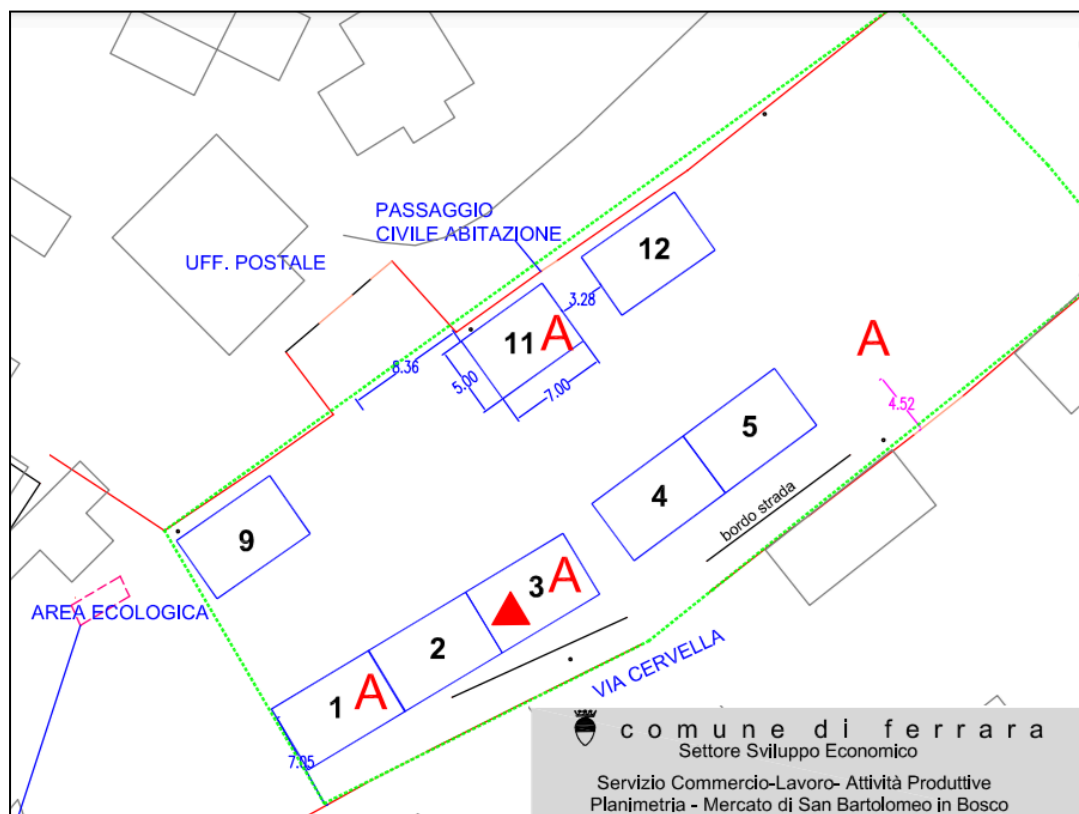 PASSAGGIO
CIVILE ABITAZIONE
UFF. POSTALE
12
3.28
11 A
A
8.36
5.00
7.00
4.52
5
4
bordo strada
9
3 A
AREA ECOLOGICA
2
1 A
VIA CERVELLA
7.05
comune di ferrara
Settore Sviluppo Economico
Servizio Commercio-Lavoro- Attività Produttive
Planimetria - Mercato di San Bartolomeo in Bosco